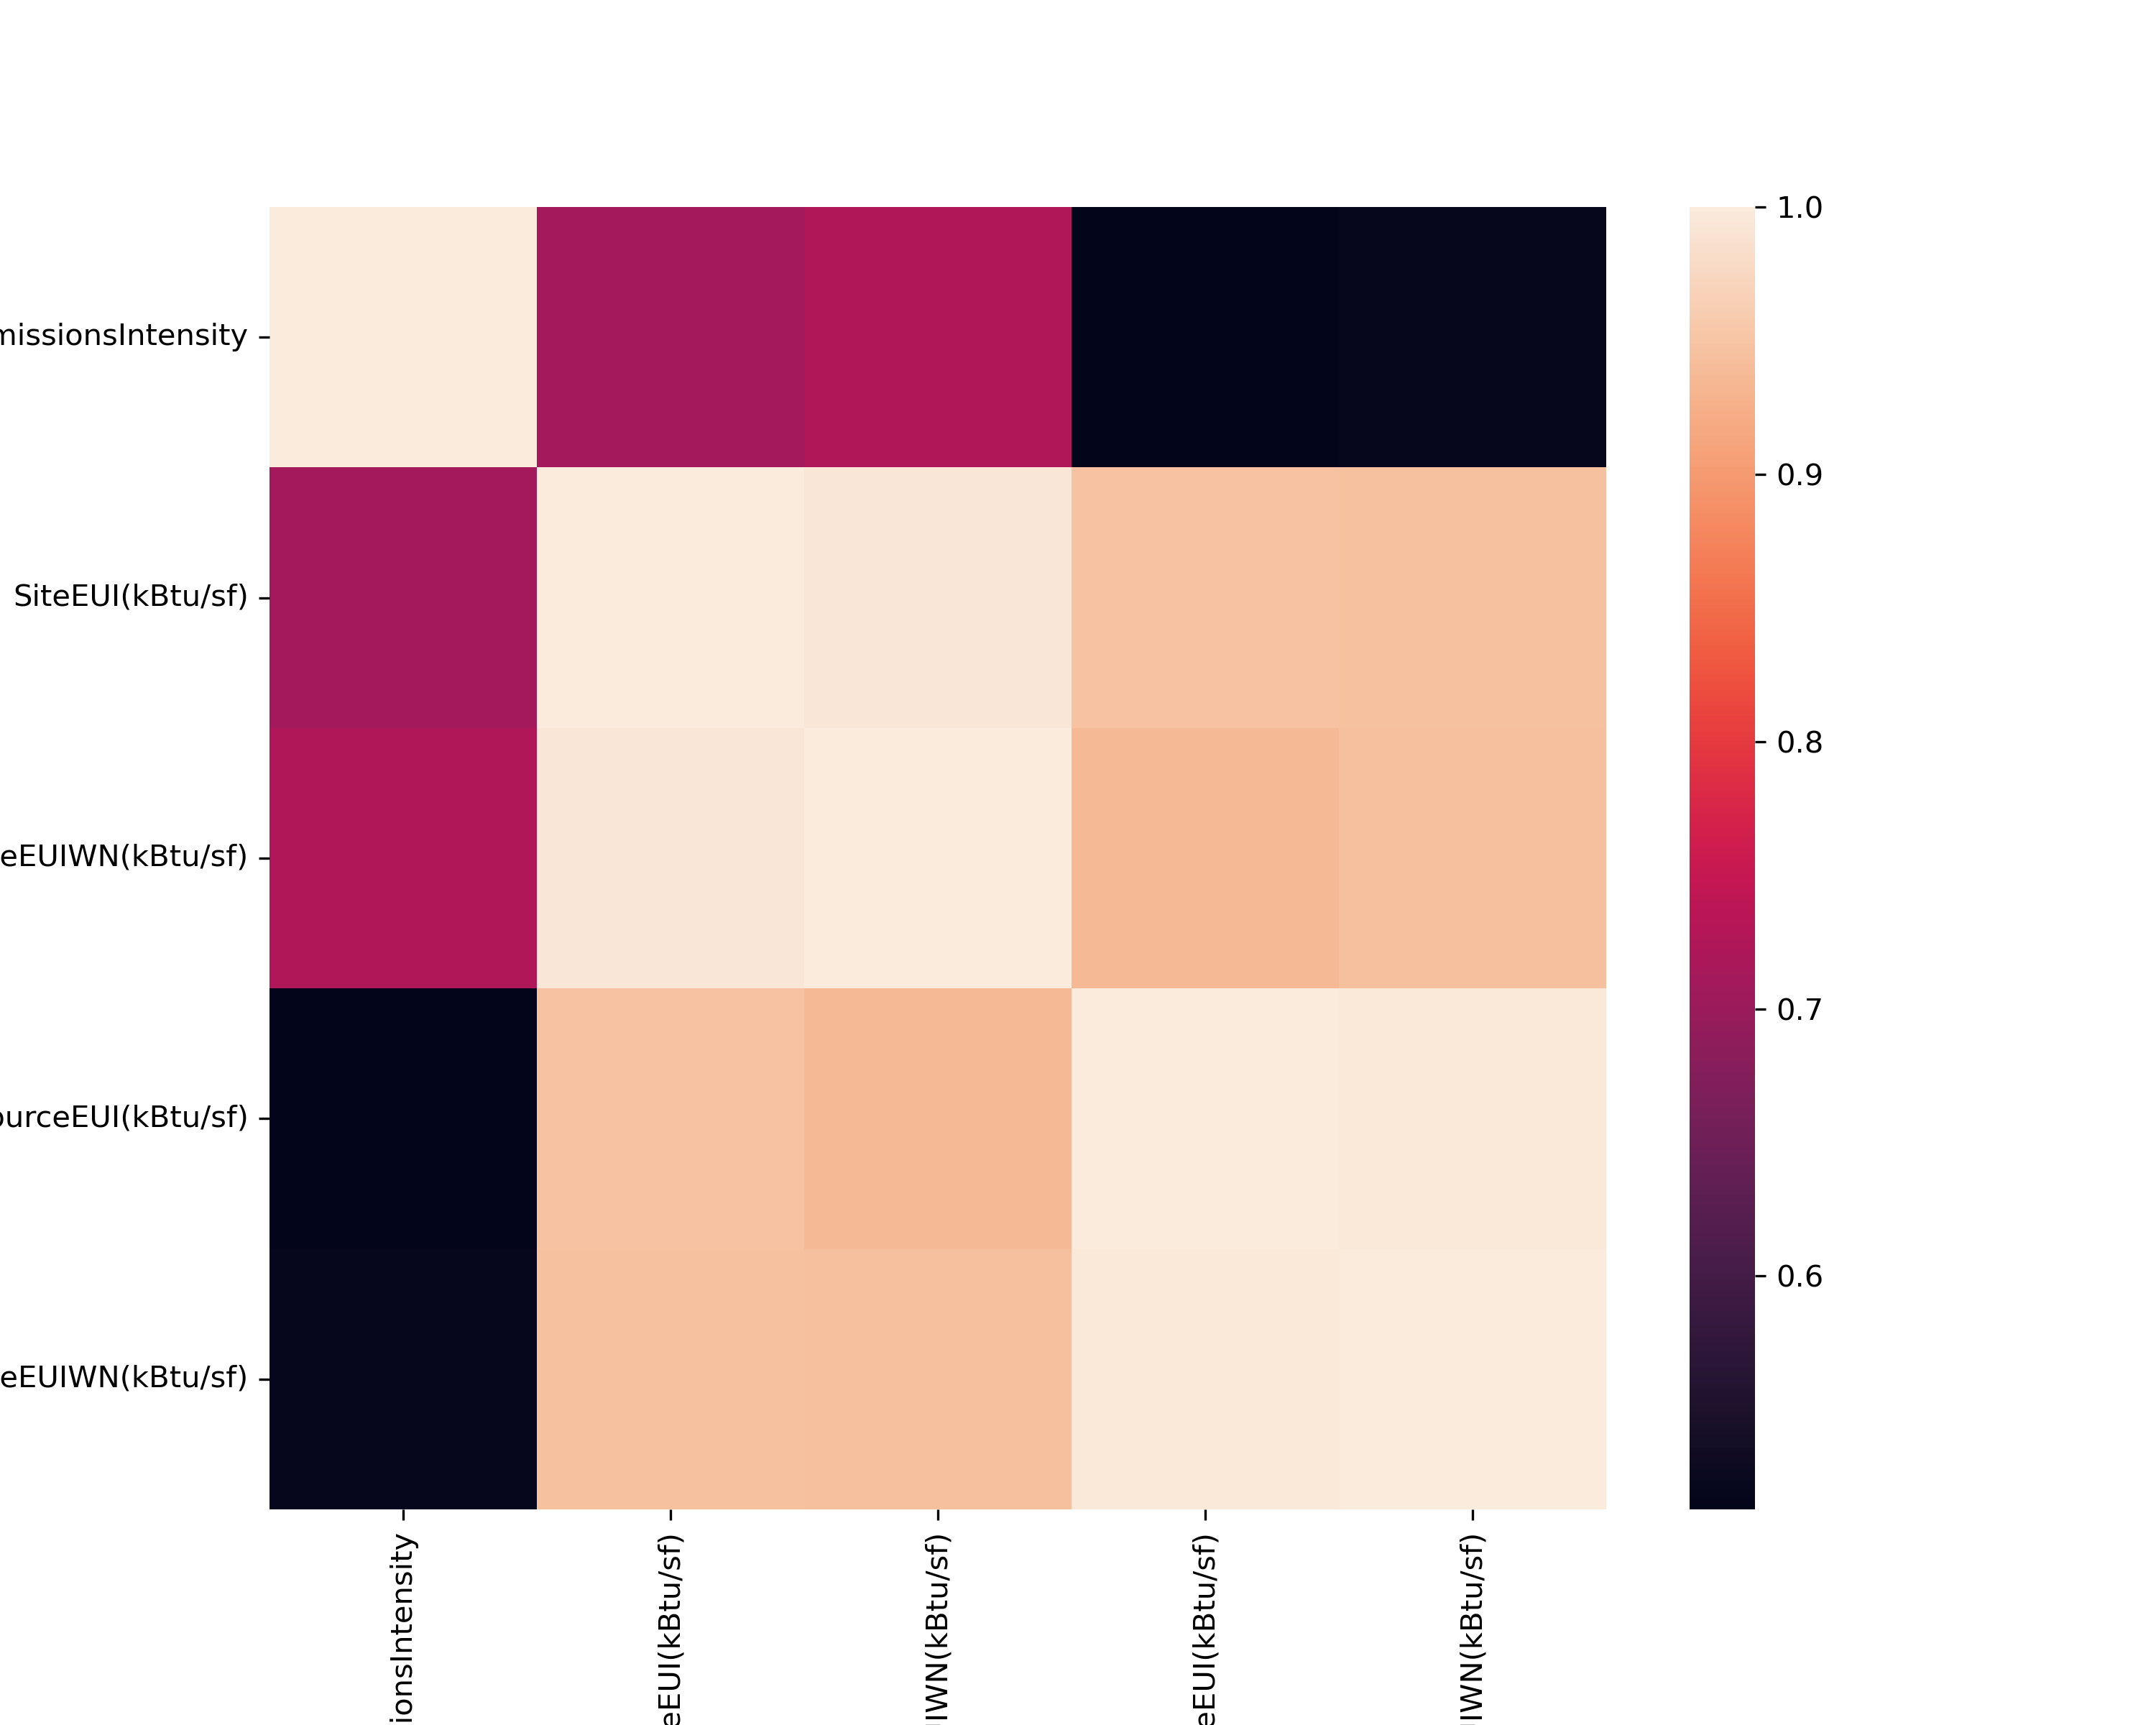 missionsIntensity
SiteEUI(kBtu/sf)
eEUIWN(kBtu/sf)
ourceEUI(kBtu/sf)
eEUIWN(kBtu/sf)
ionsIntensity
eEUI(kBtu/sf)
IWN(kBtu/sf)
eEUI(kBtu/sf)
IWN(kBtu/sf)
1.0
0.9
0.8
0.7
0.6